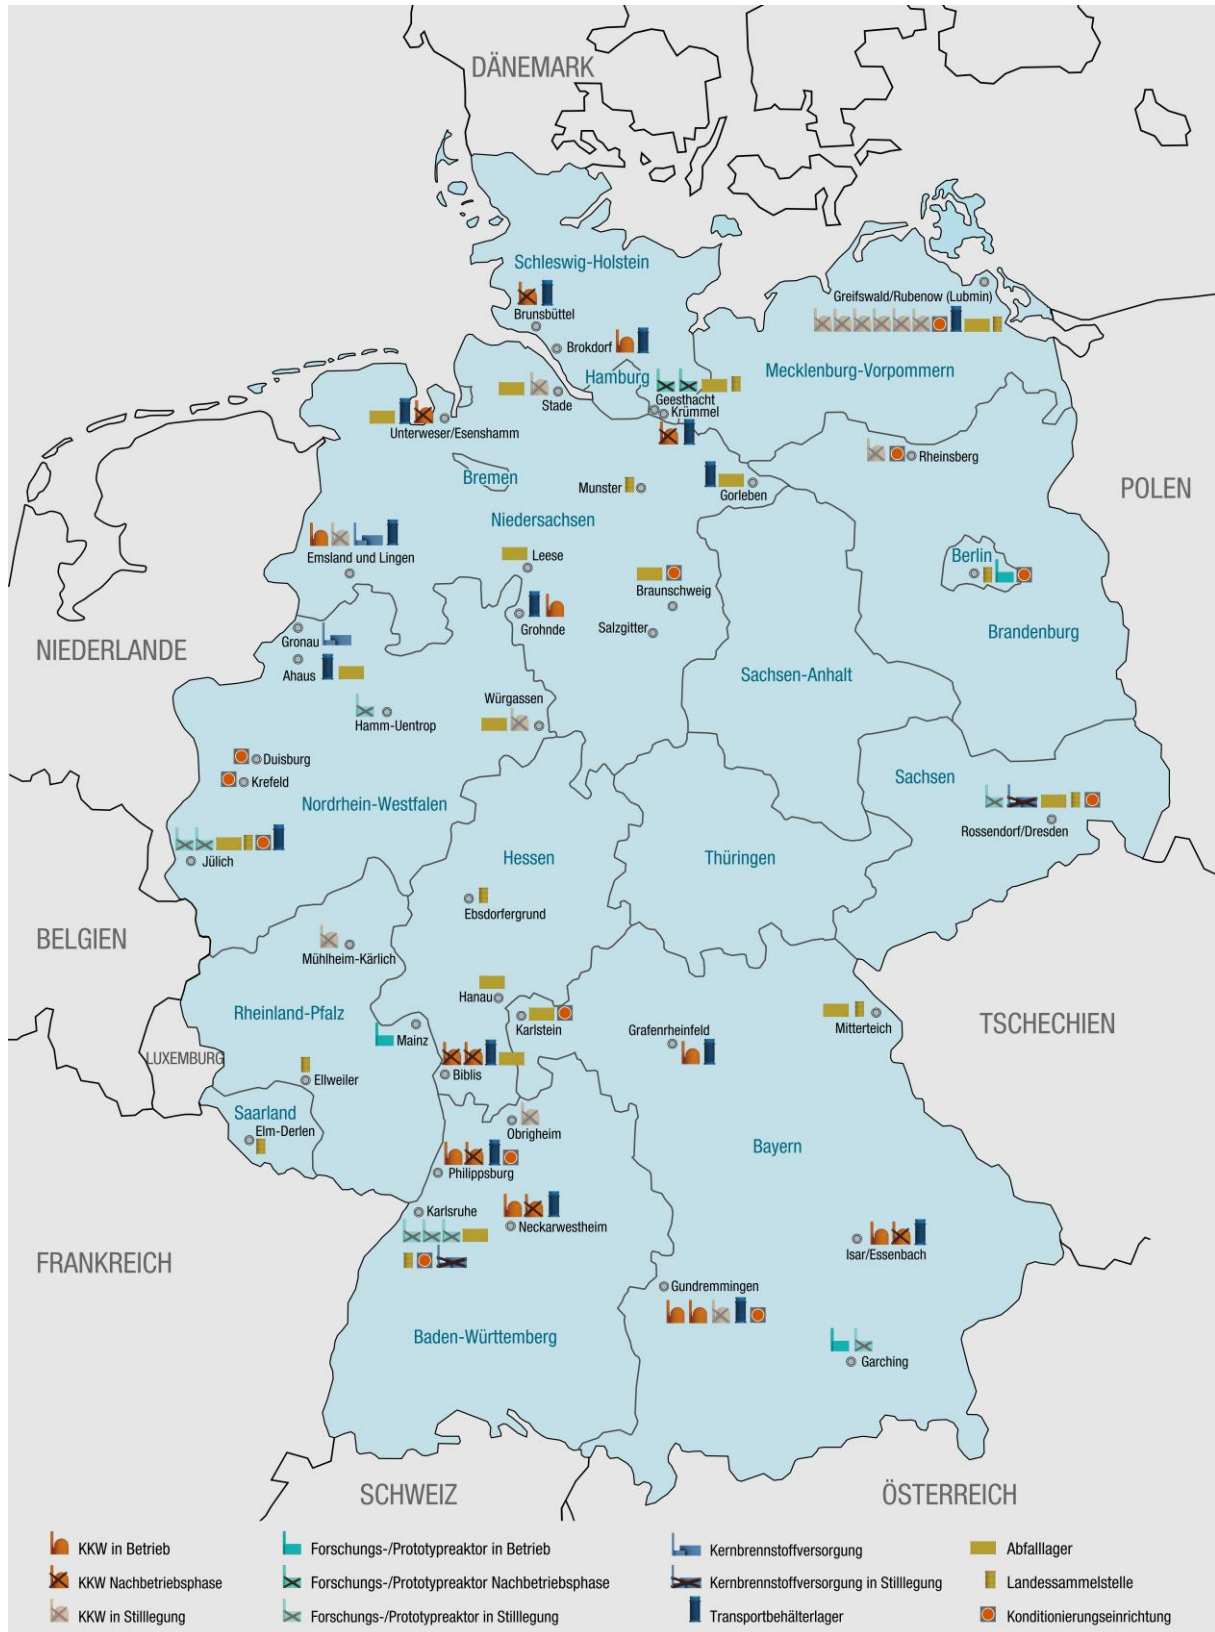 DÄNEMARK
Schleswig-Holstein
Brunsbüttel
Greifswald/Rubenow (Lubmin)
Brokdorf
Hamburg
Mecklenburg-Vorpommern
Stade
Geesthacht
Krümmel
Unterweser/Esenshamm
Rheinsberg
Bremen
Munster
Gorleben
POLEN
Niedersachsen
Emsland und Lingen
Leese
Berlin
Braunschweig
Grohnde
Salzgitter
Brandenburg
Gronau
NIEDERLANDE
Ahaus
Sachsen-Anhalt
Würgassen
Hamm-Uentrop
Duisburg
Krefeld
Sachsen
Nordrhein-Westfalen
Rossendorf/Dresden
Jülich
Hessen
Thüringen
Ebsdorfergrund
BELGIEN
Mühlheim-Kärlich
Hanau
Rheinland-Pfalz
Karlstein
Grafenrheinfeld
Mitterteich
TSCHECHIEN
Mainz
LUXEMBURG
Biblis
Ellweiler
Saarland
Elm-Derlen
Obrigheim
Bayern
Philippsburg
Karlsruhe
Neckarwestheim
Isar/Essenbach
FRANKREICH
Gundremmingen
Baden-Württemberg
Garching
SCHWEIZ
ÖSTERREICH
KKW in Betrieb
KKW Nachbetriebsphase
KKW in Stilllegung
Forschungs-/Prototypreaktor in Betrieb
Forschungs-/Prototypreaktor Nachbetriebsphase
Forschungs-/Prototypreaktor in Stilllegung
Kernbrennstoffversorgung
Kernbrennstoffversorgung in Stilllegung
Transportbehälterlager
Abfalllager
Landessammelstelle
Konditionierungseinrichtung